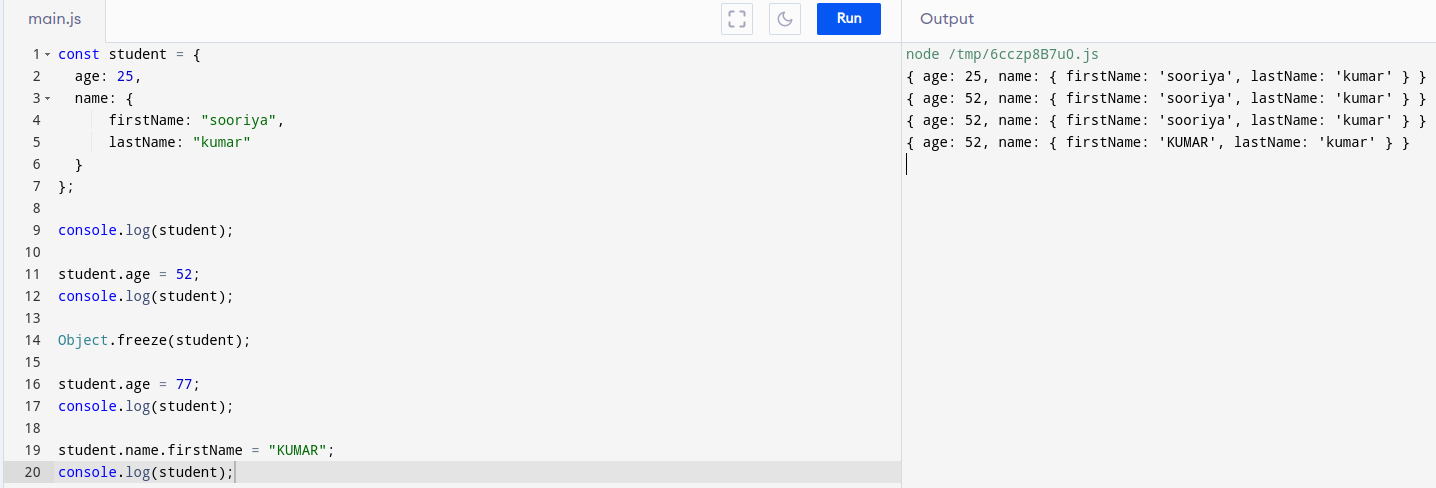 main.js
Run
Output
1 const student = {
2 age: 25,
3 name: {
4 firstName: "sooriya",
5 lastName: "kumar"
6 }
7 };
8
9 console.log(student);
10
11 student.age = 52;
12 console.log(student);
13
14 Object.freeze(student);
15
16 student.age = 77;
17 console.log(student);
18
19 student.name.firstName = "KUMAR";
20 console.log(student);
node /tmp/6cczp8B7uO.js
{ age: 25, name: { firstName: 'sooriya', lastName: 'kumar' } }
{ age: 52, name: { firstName: 'sooriya', lastName: 'kumar' } }
{ age: 52, name: { firstName: 'sooriya', lastName: 'kumar' } }
{ age: 52, name: { firstName: 'KUMAR', lastName: 'kumar' } }